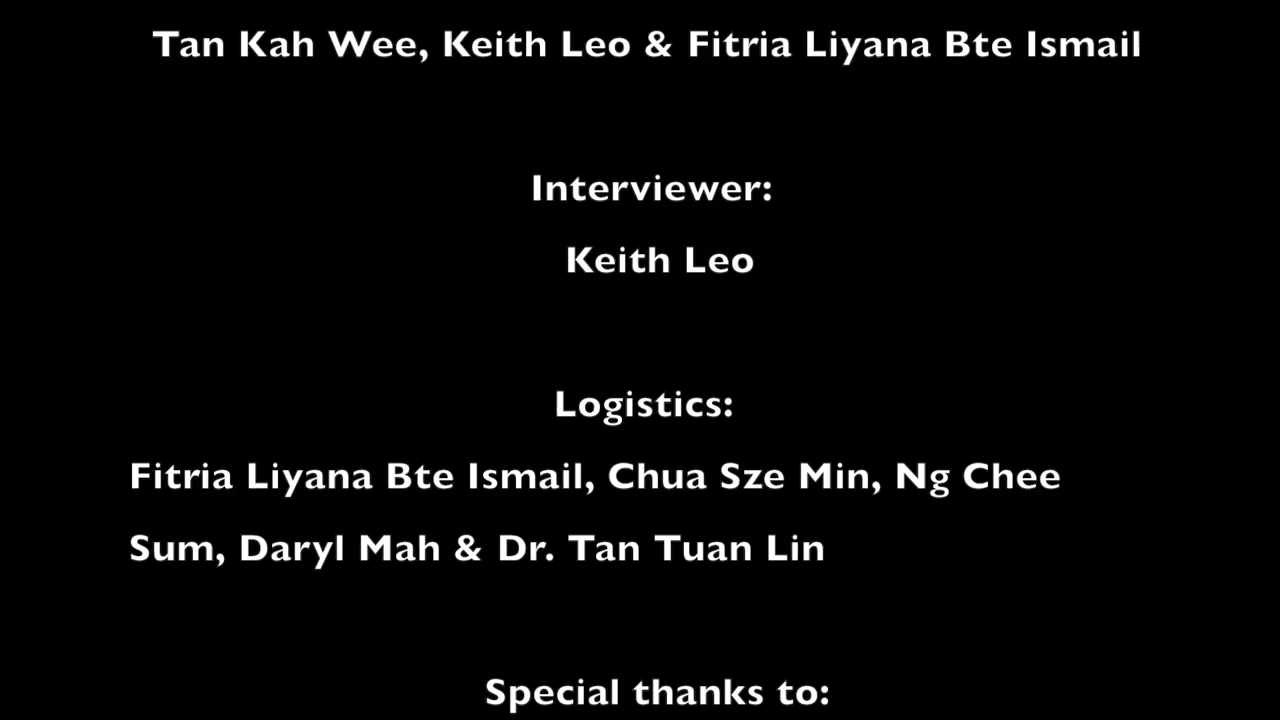 Tan Kah Wee, Keith Leo & Fitria Liyana Bte Ismail
Interviewer:
Keith Leo
Logistics:
Fitria Liyana Bte Ismail, Chua Sze Min, Ng Chee
Sum, Daryl Mah & Dr. Tan Tuan Lin
Special thanks to: